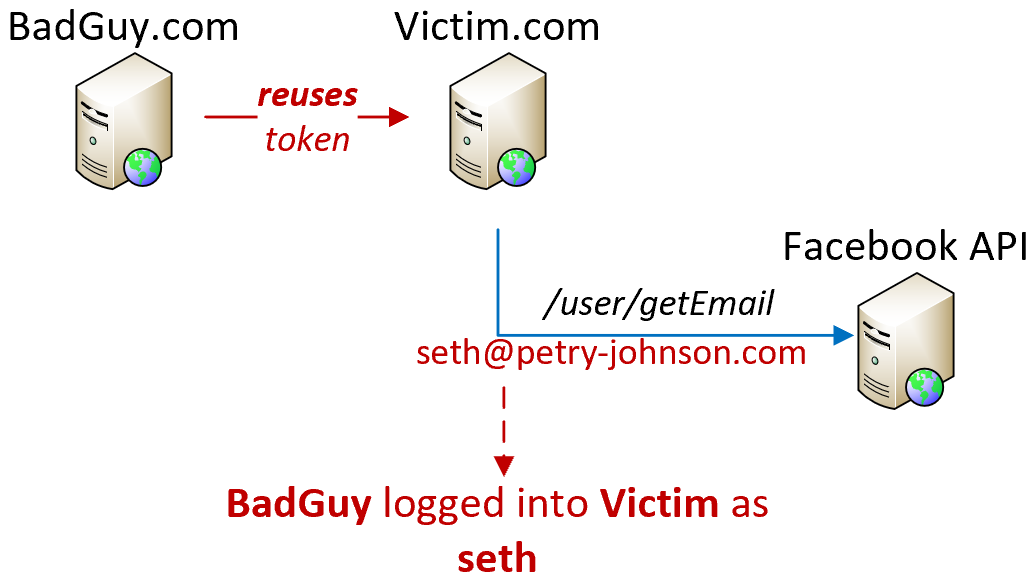 BadGuy.com
Victim.com
reuses
token
Facebook API
/user/getEmail
seth@petry-johnson.com
BadGuy logged into Victim as
seth